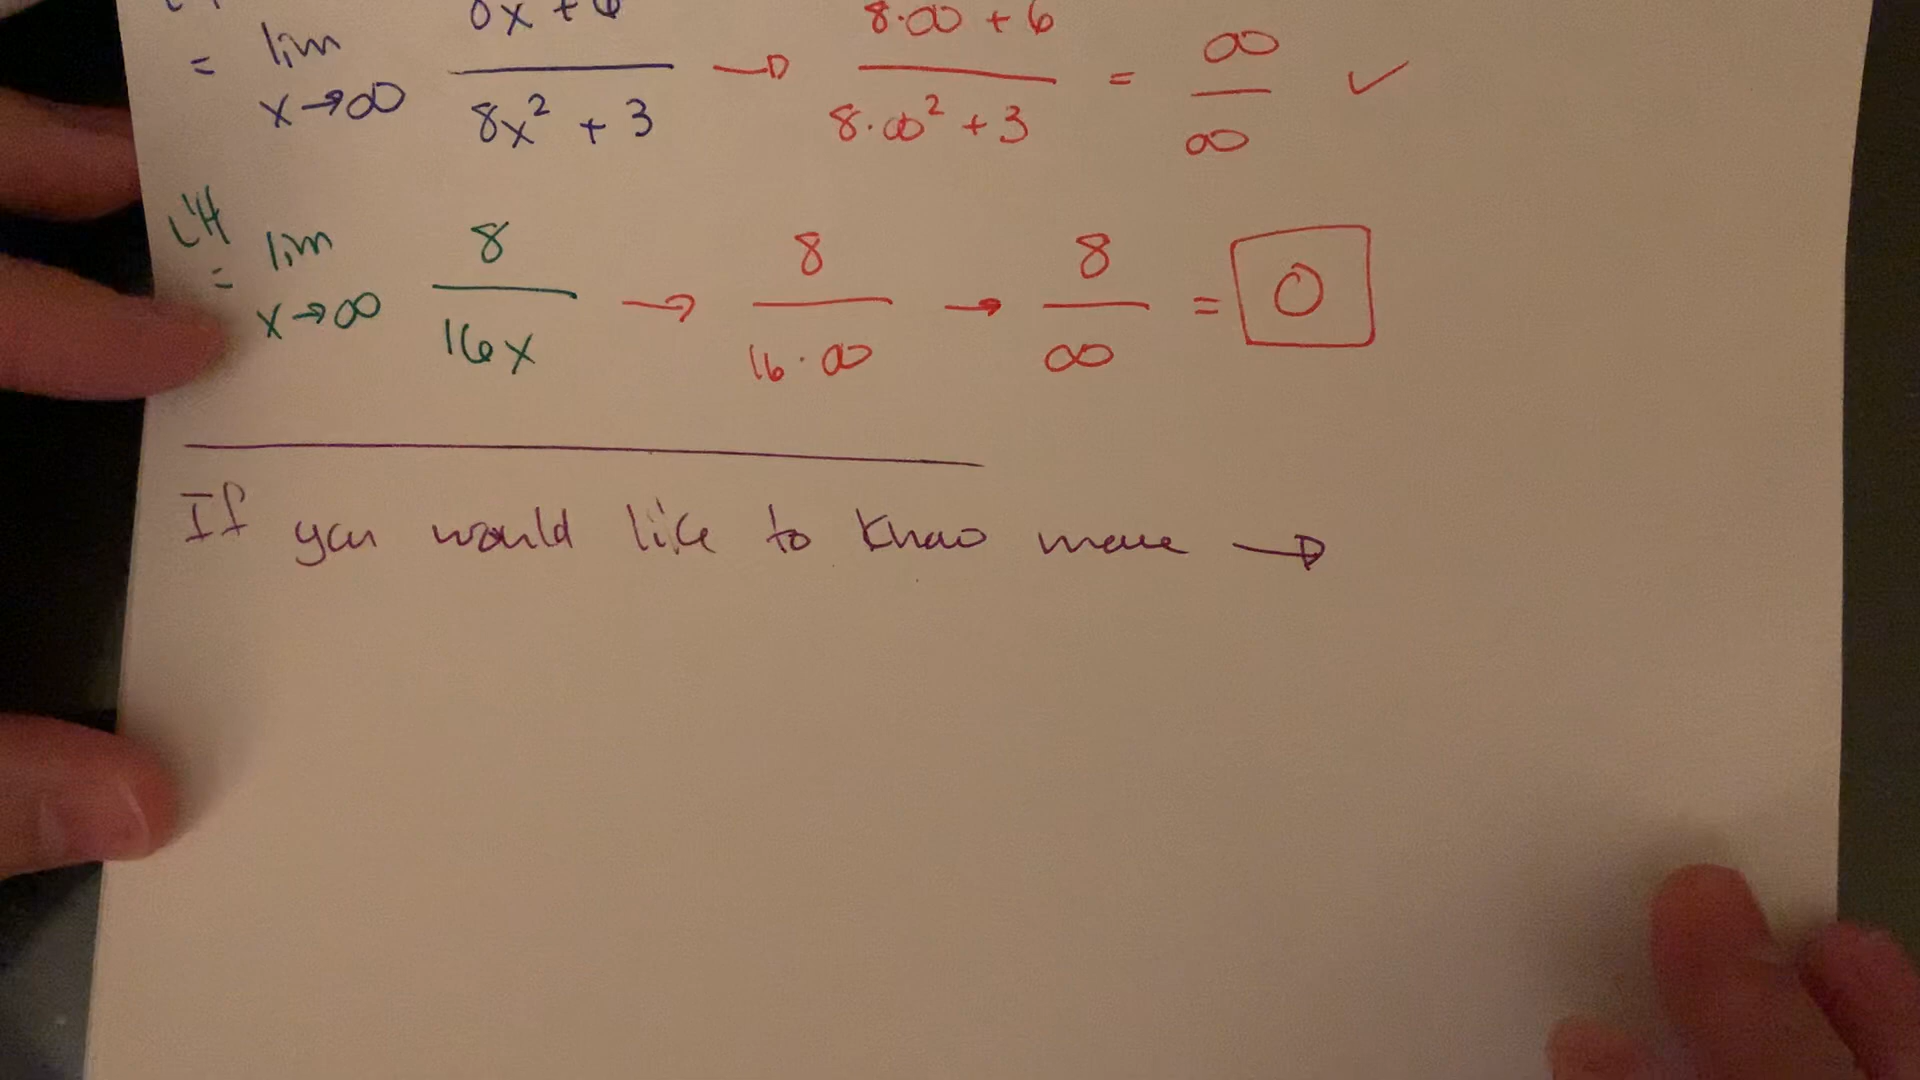 = lim x→∞ 8x + 6 / 8x² + 3 → 8·∞ + 6 / 8·∞² + 3 = ∞ / ∞ ✓
L'H = lim x→∞ 8 / 16x → 8 / 16·∞ → 8 / ∞ = 0
If you would like to know more →